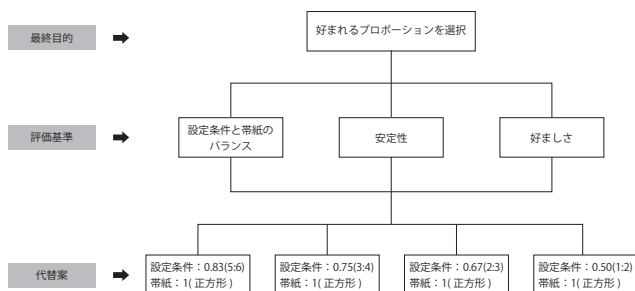 最終目的
好まれるプロポーションを選択
評価基準
設定条件と帯紙の
バランス
安定性
好ましさ
代替案
設定条件：0.83(5:6)
帯紙：1(正方形)
設定条件：0.75(3:4)
帯紙：1(正方形)
設定条件：0.67(2:3)
帯紙：1(正方形)
設定条件：0.50(1:2)
帯紙：1(正方形)